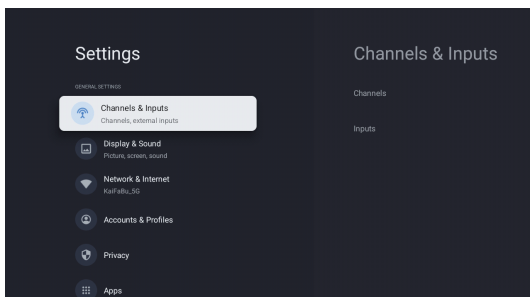 Settings
GENERAL SETTINGS
Channels & Inputs
Channels, external inputs
Display & Sound
Picture, screen, sound
Network & Internet
KaiFaBu_5G
Accounts & Profiles
Privacy
Apps
Channels & Inputs
Channels
Inputs